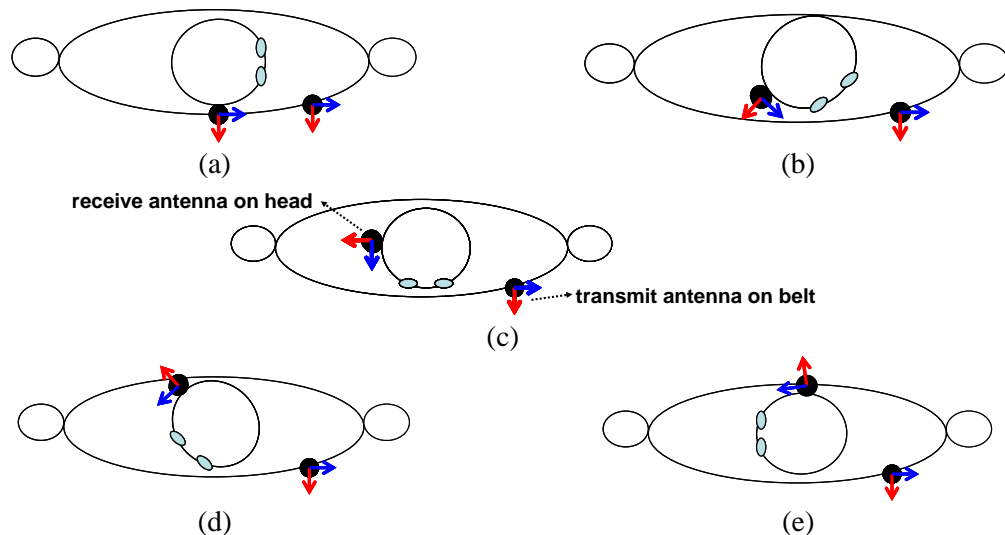 (a)
(b)
receive antenna on head
transmit antenna on belt
(c)
(d)
(e)